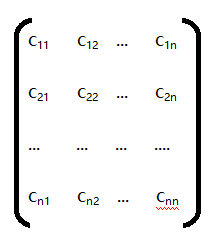 C11 C12 ... C1n
C21 C22 ... C2n
... ... ... ....
Cn1 Cn2 ... Cnn